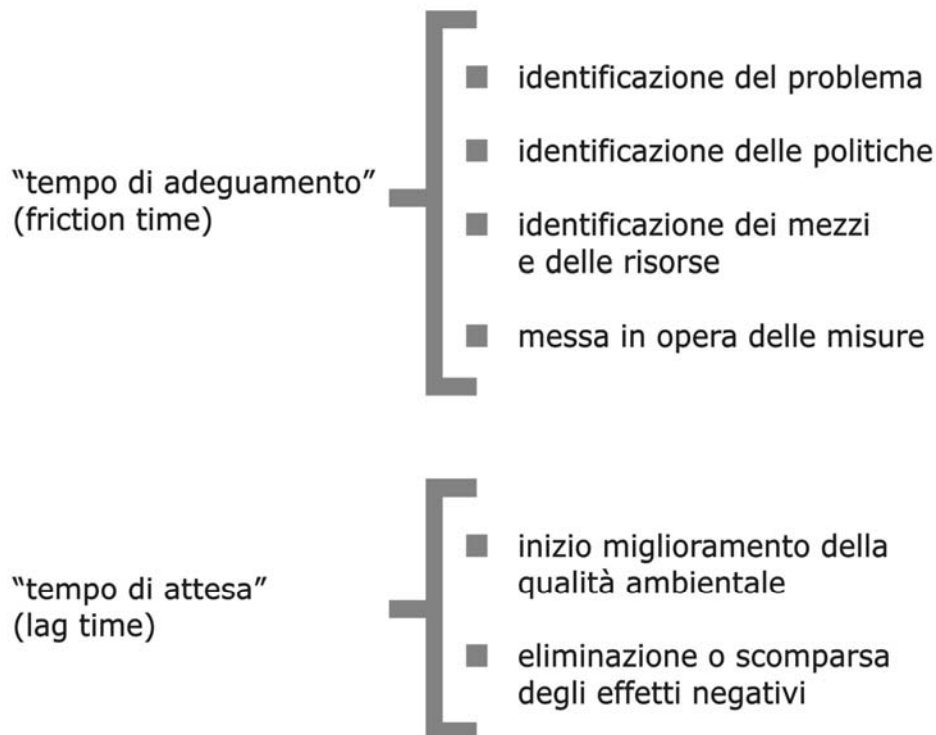 identificazione del problema
identificazione delle politiche
“tempo di adeguamento”
(friction time)
identificazione dei mezzi
e delle risorse
messa in opera delle misure
inizio miglioramento della
qualità ambientale
“tempo di attesa”
(lag time)
eliminazione o scomparsa
degli effetti negativi